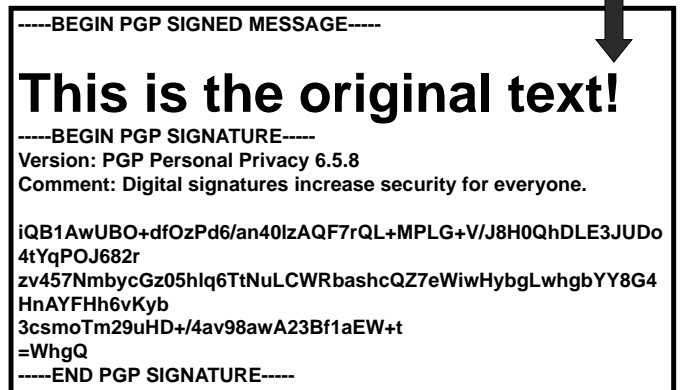 -----BEGIN PGP SIGNED MESSAGE-----
This is the original text!
-----BEGIN PGP SIGNATURE-----
Version: PGP Personal Privacy 6.5.8
Comment: Digital signatures increase security for everyone.
iQB1AwUBO+dfOzPd6/an40lzAQF7rQL+MPLG+V/J8H0QhDLE3JUDo
4tYqPOJ682r
zv457NmbycGz05hlq6TtNuLCWRbashcQZ7eWiwHybgLwhgbYY8G4
HnAYFHh6vKyb
3csmoTm29uHD+/4av98awA23Bf1aEW+t
=WhgQ
-----END PGP SIGNATURE-----